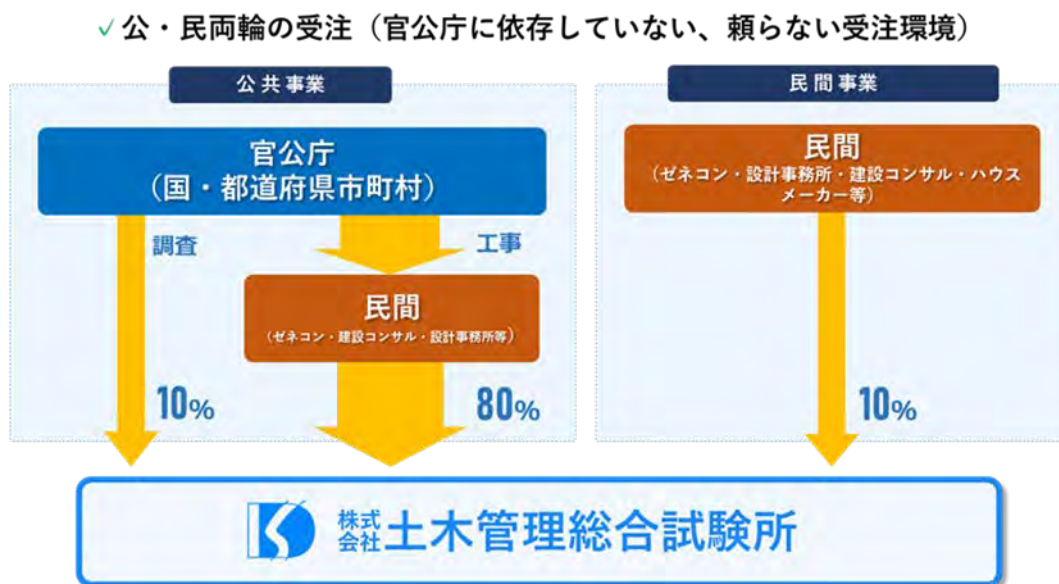 ✓公・民両輪の受注（官公庁に依存していない、頼らない受注環境）
公共事業
民間事業
官公庁
（国・都道府県市町村）
民間
（ゼネコン・設計事務所・建設コンサル・ハウス
メーカー等）
調査
工事
民間
（ゼネコン・建設コンサル・設計事務所等）
10%
80%
10%
株式
会社
土木管理総合試験所